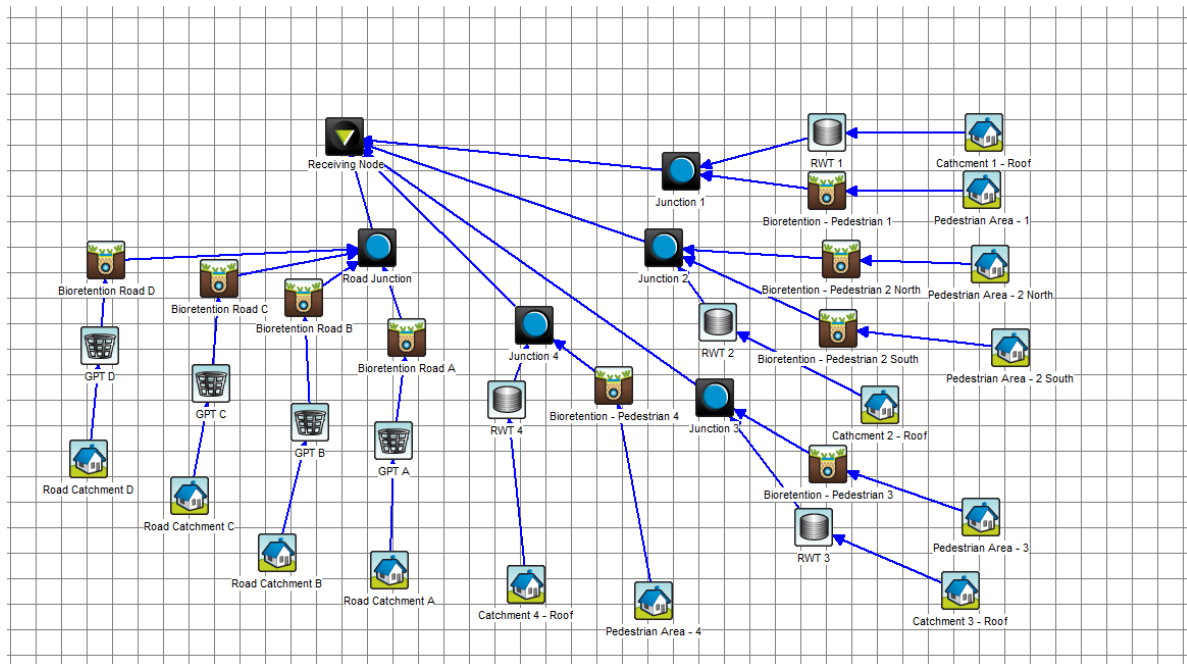 RWT 1
Cathcment 1 - Roof
Receiving Node
Junction 1
Bioretention - Pedestrian 1
Pedestrian Area - 1
Bioretention Road D
Bioretention Road C
Road Junction
Junction 2
Bioretention - Pedestrian 2 North
Pedestrian Area - 2 North
Bioretention Road B
Bioretention Road A
Junction 4
RWT 2
Bioretention - Pedestrian 2 South
Pedestrian Area - 2 South
GPT D
GPT C
RWT 4
Bioretention - Pedestrian 4
Junction 3
Cathcment 2 - Roof
GPT B
GPT A
Road Catchment D
Bioretention - Pedestrian 3
Road Catchment C
Pedestrian Area - 3
RWT 3
Road Catchment B
Road Catchment A
Catchment 4 - Roof
Pedestrian Area - 4
Catchment 3 - Roof